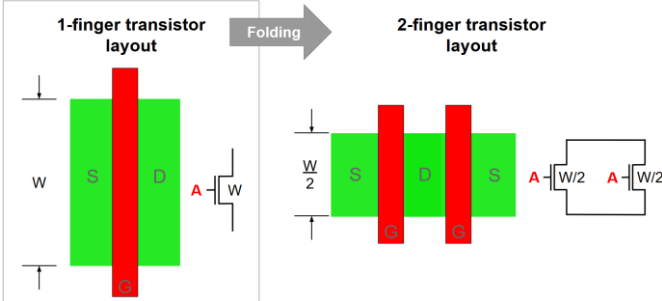 1-finger transistor
layout
Folding
2-finger transistor
layout
W
S
D
G
A
W
W
2
S
D
S
G
G
A
W/2
A
W/2